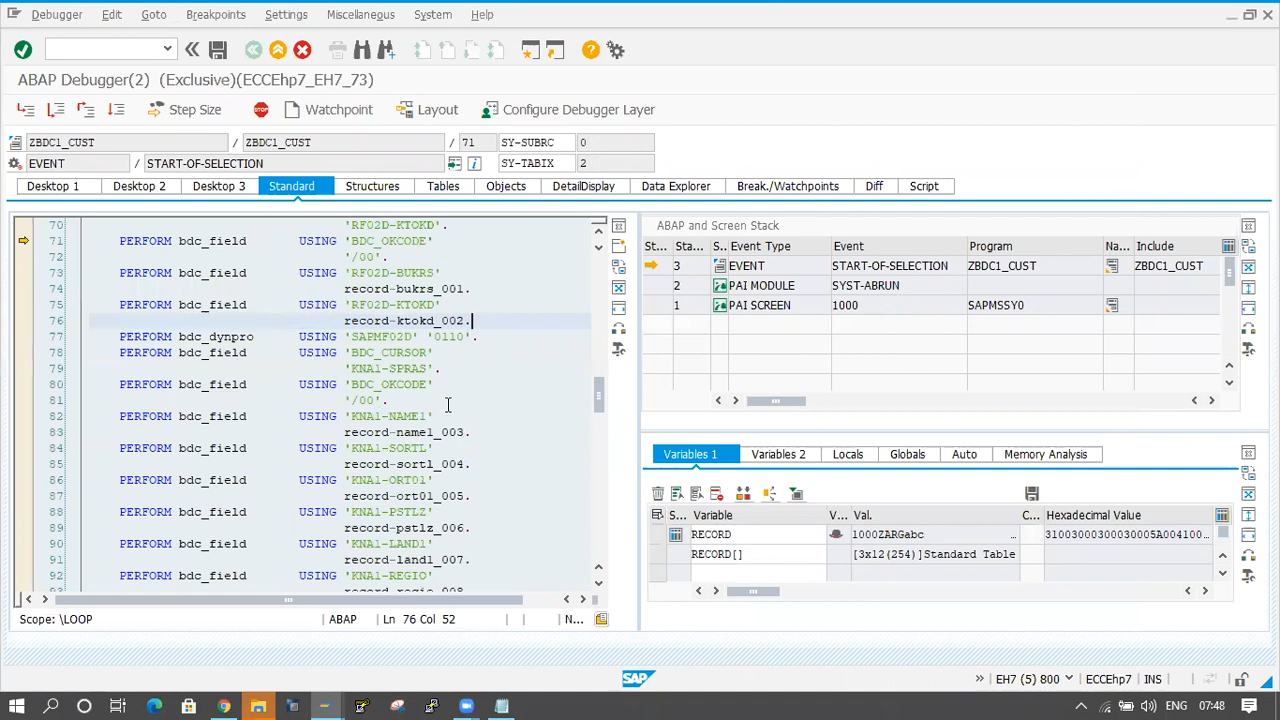 Debugger Edit Goto Breakpoints Settings Miscellaneous System Help
ABAP Debugger(2) (Exclusive)(ECCEhp7_EH7_73)
Step Size Watchpoint Layout Configure Debugger Layer
ZBDC1_CUST / ZBDC1_CUST / 71 SY-SUBRC 0
EVENT / START-OF-SELECTION SY-TABIX 2
Desktop 1 Desktop 2 Desktop 3 Standard Structures Tables Objects DetailDisplay Data Explorer Break./Watchpoints Diff Script
70 'RF02D-KTOKD'.
71 PERFORM bdc_field USING 'BDC_OKCODE'
72 '/00'.
73 PERFORM bdc_field USING 'RF02D-BUKRS'
74 record-bukrs_001.
75 PERFORM bdc_field USING 'RF02D-KTOKD'
76 record-ktokd_002.
77 PERFORM bdc_dynpro USING 'SAPMF02D' '0110'.
78 PERFORM bdc_field USING 'BDC_CURSOR'
79 'KNA1-SPRAS'.
80 PERFORM bdc_field USING 'BDC_OKCODE'
81 '/00'.
82 PERFORM bdc_field USING 'KNA1-NAME1'
83 record-name1_003.
84 PERFORM bdc_field USING 'KNA1-SORTL'
85 record-sortl_004.
86 PERFORM bdc_field USING 'KNA1-ORT01'
87 record-ort01_005.
88 PERFORM bdc_field USING 'KNA1-PSTLZ'
89 record-pstlz_006.
90 PERFORM bdc_field USING 'KNA1-LAND1'
91 record-land1_007.
92 PERFORM bdc_field USING 'KNA1-REGIO'
Scope: \LOOP ABAP Ln 76 Col 52 N...
ABAP and Screen Stack
St... Sta... S.. Event Type Event Program Na... Include
3 EVENT START-OF-SELECTION ZBDC1_CUST ZBDC1_CUST
2 PAI MODULE SYST-ABRUN
1 PAI SCREEN 1000 SAPMSSY0
Variables 1 Variables 2 Locals Globals Auto Memory Analysis
S... Variable V... Val. C... Hexadecimal Value
RECORD 1000ZARGabc ... 31003000300030005A004100...
RECORD[] [3x12(254)]Standard Table
SAP » EH7 (5) 800 ECCEhp7 INS
ENG 07:48